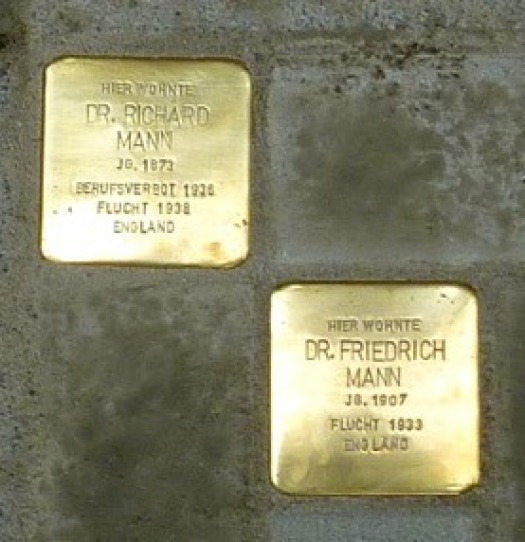 HIER WOHNTE
DR. RICHARD
MANN
JG. 1873
BERUFSVERBOT 1936
FLUCHT 1938
ENGLAND
HIER WOHNTE
DR. FRIEDRICH
MANN
JG. 1907
FLUCHT 1933
ENGLAND